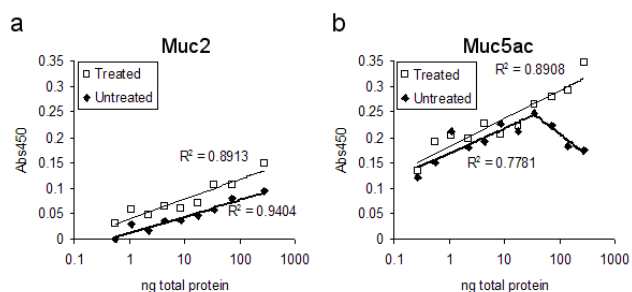 a
Muc2
0.35
0.3
0.25
0.2
0.15
0.1
0.05
0
Abs450
Treated
Untreated
R² = 0.8913
R² = 0.9404
0.1
1
10
100
1000
ng total protein
b
Muc5ac
0.35
0.3
0.25
0.2
0.15
0.1
0.05
0
Abs450
Treated
Untreated
R² = 0.8908
R² = 0.7781
0.1
1
10
100
1000
ng total protein